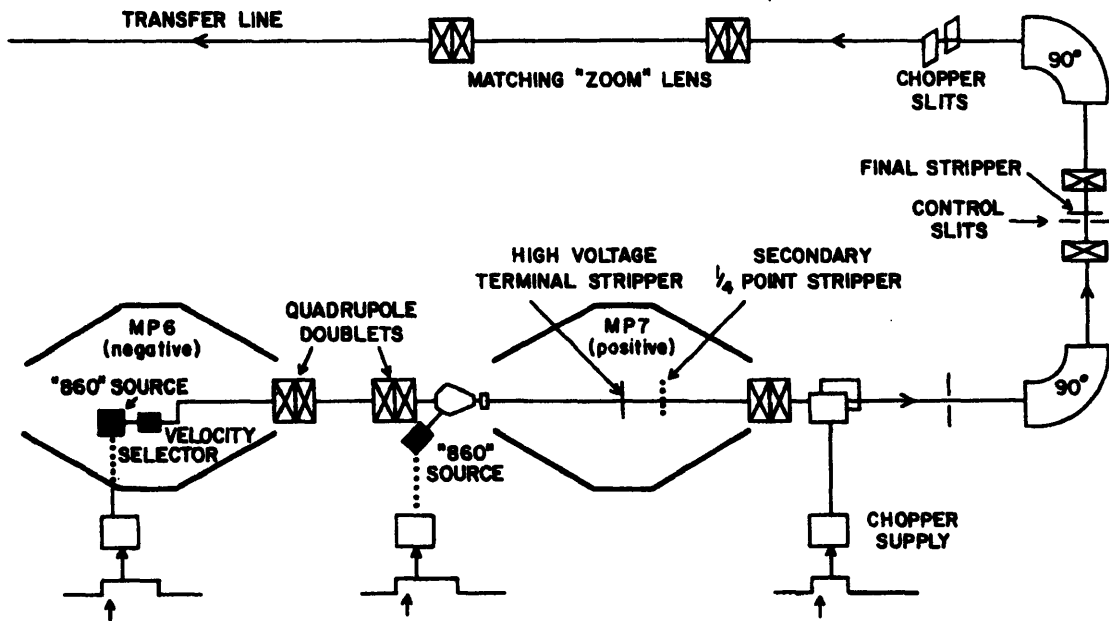 TRANSFER LINE
MATCHING "ZOOM" LENS
CHOPPER
SLITS
90°
FINAL STRIPPER
CONTROL
SLITS
HIGH VOLTAGE
TERMINAL STRIPPER
SECONDARY
1/4 POINT STRIPPER
QUADRUPOLE
DOUBLETS
MP6
(negative)
MP7
(positive)
"860" SOURCE
VELOCITY
SELECTOR
"860"
SOURCE
90°
CHOPPER
SUPPLY